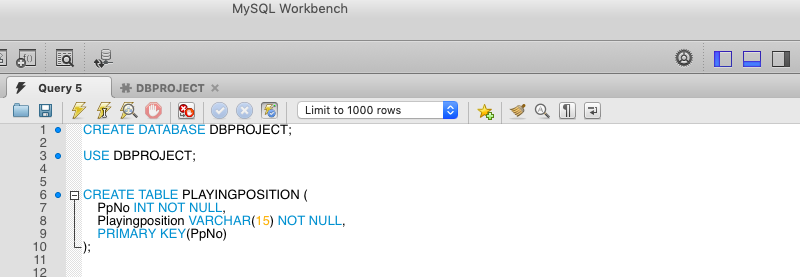 MySQL Workbench
Query 5
DBPROJECT
Limit to 1000 rows
1 CREATE DATABASE DBPROJECT;
2
3 USE DBPROJECT;
4
5
6 CREATE TABLE PLAYINGPOSITION (
7 PpNo INT NOT NULL,
8 Playingposition VARCHAR(15) NOT NULL,
9 PRIMARY KEY(PpNo)
10 );
11
12